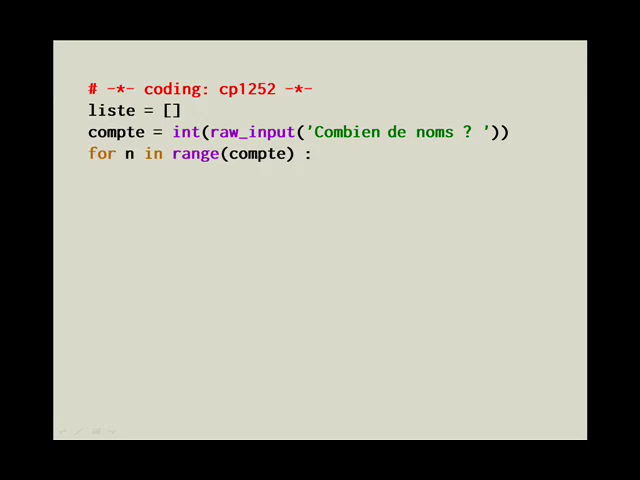 # -*- coding: cp1252 -*-
liste = []
compte = int(raw_input('Combien de noms ? '))
for n in range(compte) :